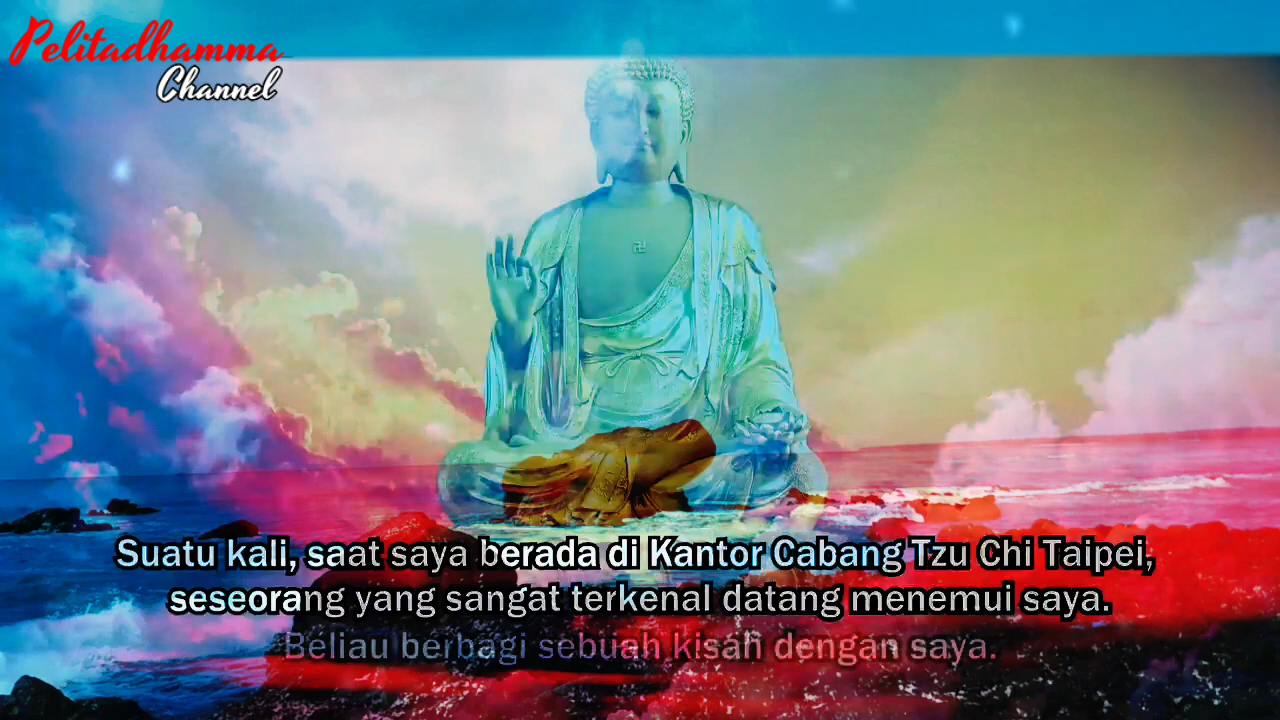 Pelitadhamma
Channel
卍
Suatu kali, saat saya berada di Kantor Cabang Tzu Chi Taipei,
seseorang yang sangat terkenal datang menemui saya.
Beliau berbagi sebuah kisah dengan saya.